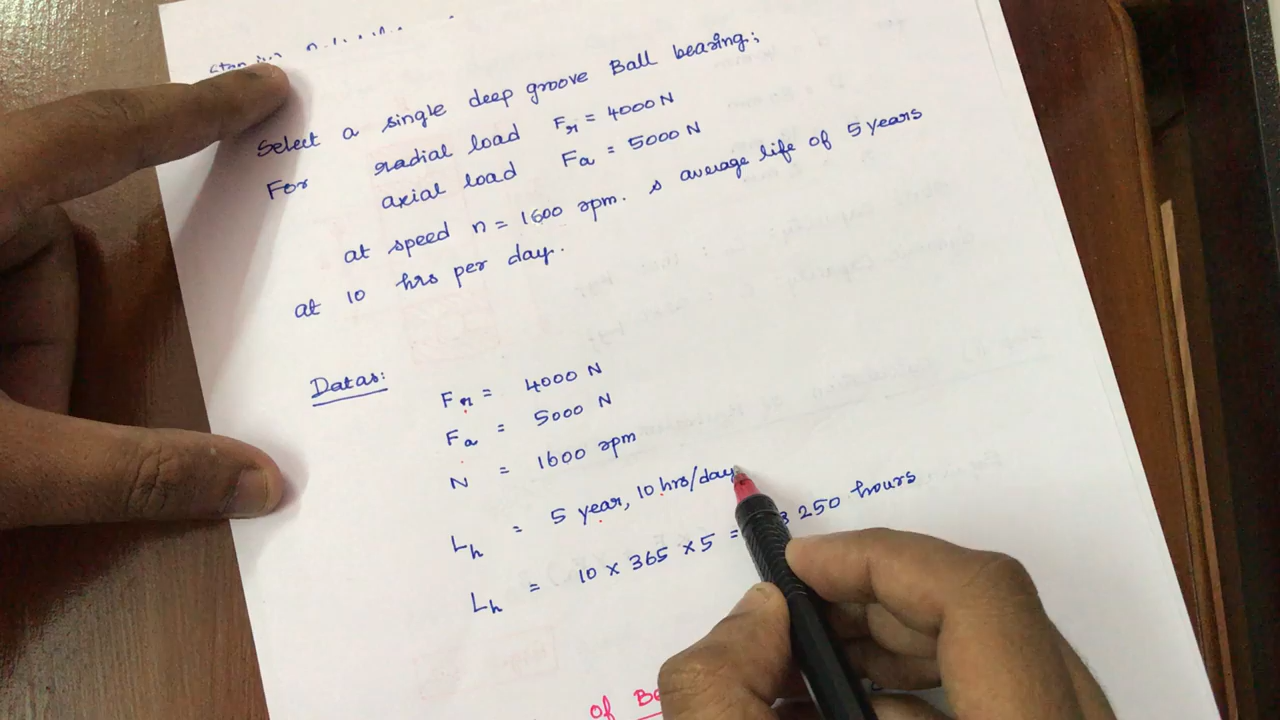 Select a single deep groove Ball bearing;
For radial load Fr = 4000 N
axial load Fa = 5000 N
at speed n = 1600 rpm. s average life of 5 years
at 10 hrs per day.
Datas:
Fr = 4000 N
Fa = 5000 N
N = 1600 rpm
Lh = 5 year, 10 hrs/day
Lh = 10 x 365 x 5 = 250 hours
of